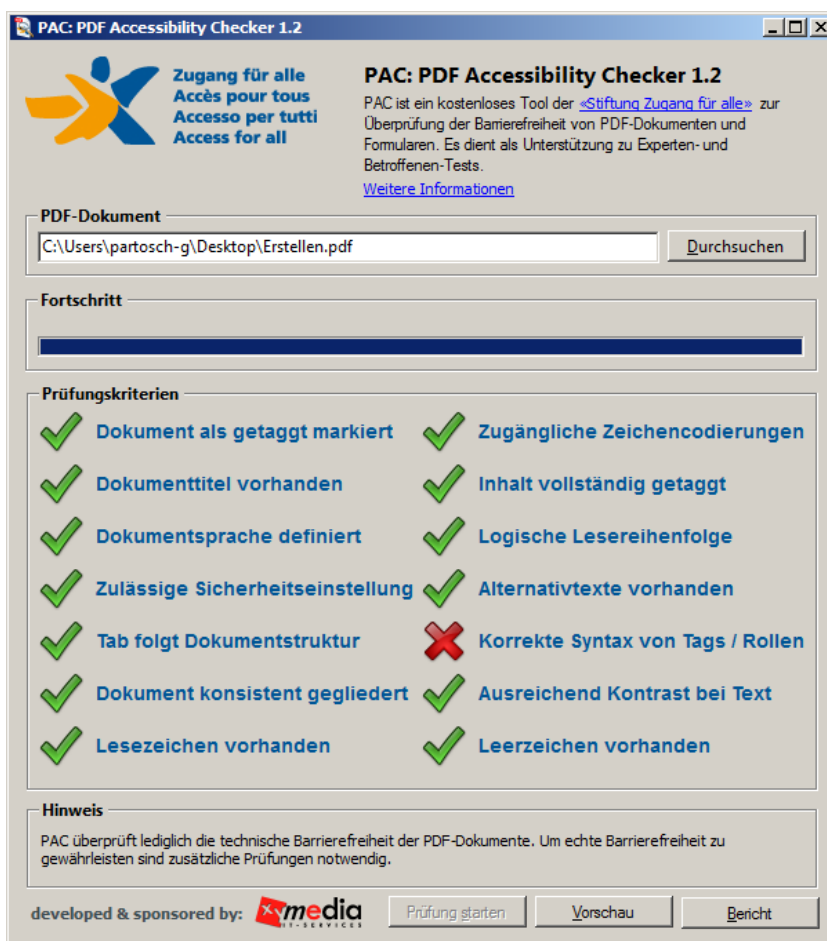 PAC: PDF Accessibility Checker 1.2
Zugang für alle
Accès pour tous
Accesso per tutti
Access for all
PAC: PDF Accessibility Checker 1.2
PAC ist ein kostenloses Tool der «Stiftung Zugang für alle» zur
Überprüfung der Barrierefreiheit von PDF-Dokumenten und
Formularen. Es dient als Unterstützung zu Experten- und
Betroffenen-Tests.
Weitere Informationen
PDF-Dokument
C:\Users\partosch-g\Desktop\Erstellen.pdf
Durchsuchen
Fortschritt
Prüfungskriterien
Dokument als getaggt markiert
Zugängliche Zeichencodierungen
Dokumenttitel vorhanden
Inhalt vollständig getaggt
Dokumentsprache definiert
Logische Lesereihenfolge
Zulässige Sicherheitseinstellung
Alternativtexte vorhanden
Tab folgt Dokumentstruktur
Korrekte Syntax von Tags / Rollen
Dokument konsistent gegliedert
Ausreichend Kontrast bei Text
Lesezeichen vorhanden
Leerzeichen vorhanden
Hinweis
PAC überprüft lediglich die technische Barrierefreiheit der PDF-Dokumente. Um echte Barrierefreiheit zu
gewährleisten sind zusätzliche Prüfungen notwendig.
developed & sponsored by:
xymedia
IT-SERVICES
Prüfung starten
Vorschau
Bericht